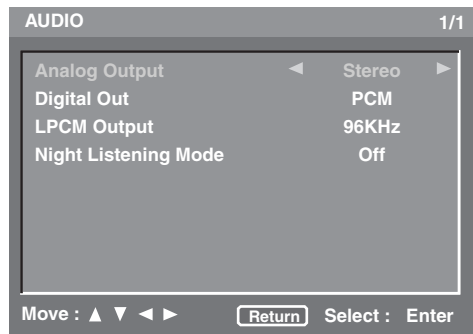 AUDIO 1/1
Analog Output ◀ Stereo ▶
Digital Out PCM
LPCM Output 96KHz
Night Listening Mode Off
Move : ▲ ▼ ◀ ▶ Return Select : Enter